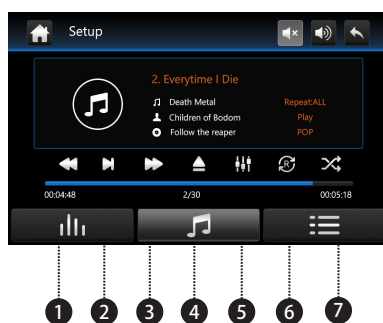 Setup
2. Everytime I Die
Death Metal Repeat:ALL
Children of Bodom Play
Follow the reaper POP
R
00:04:48 2/30 00:05:18
1 2 3 4 5 6 7